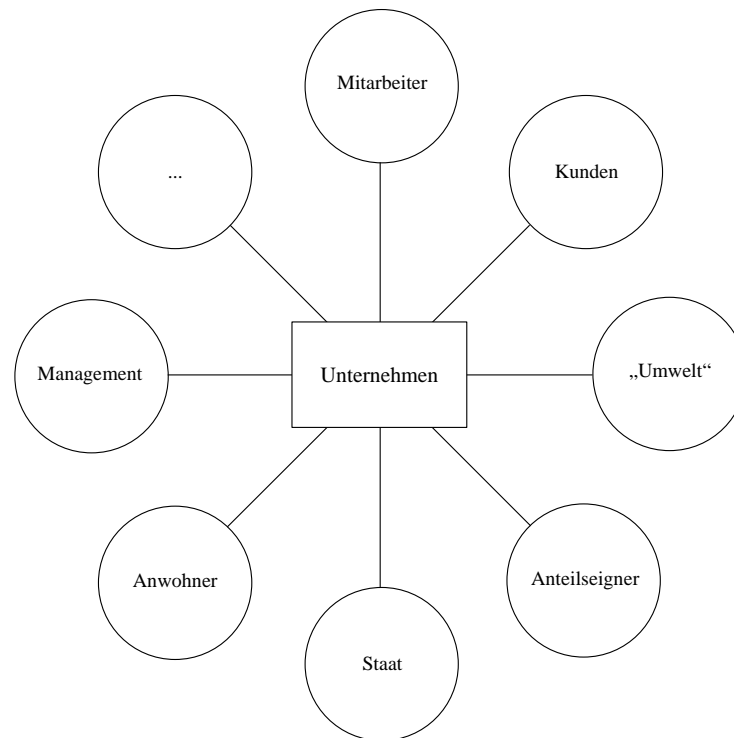 Mitarbeiter
...
Kunden
Management
Unternehmen
„Umwelt“
Anwohner
Anteilseigner
Staat